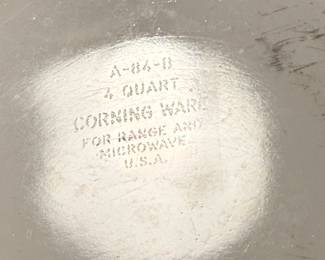 A-84-B
4 QUART
CORNING WARE
FOR RANGE AND
MICROWAVE
U.S.A.